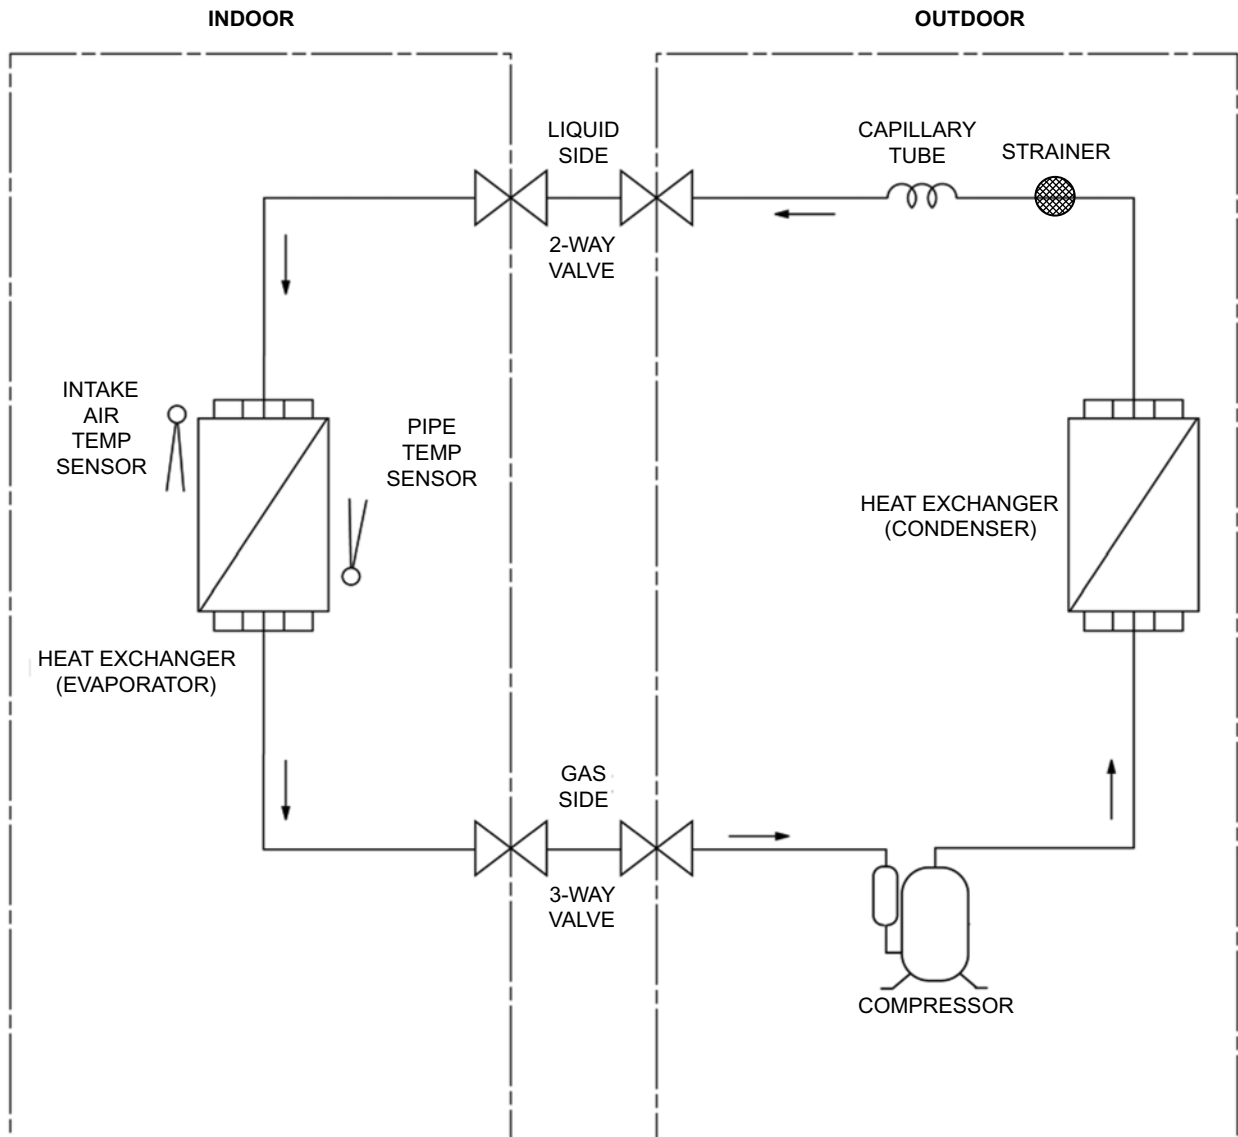 INDOOR
OUTDOOR
LIQUID
SIDE
CAPILLARY
TUBE
STRAINER
2-WAY
VALVE
INTAKE
AIR
TEMP
SENSOR
PIPE
TEMP
SENSOR
HEAT EXCHANGER
(CONDENSER)
HEAT EXCHANGER
(EVAPORATOR)
GAS
SIDE
3-WAY
VALVE
COMPRESSOR